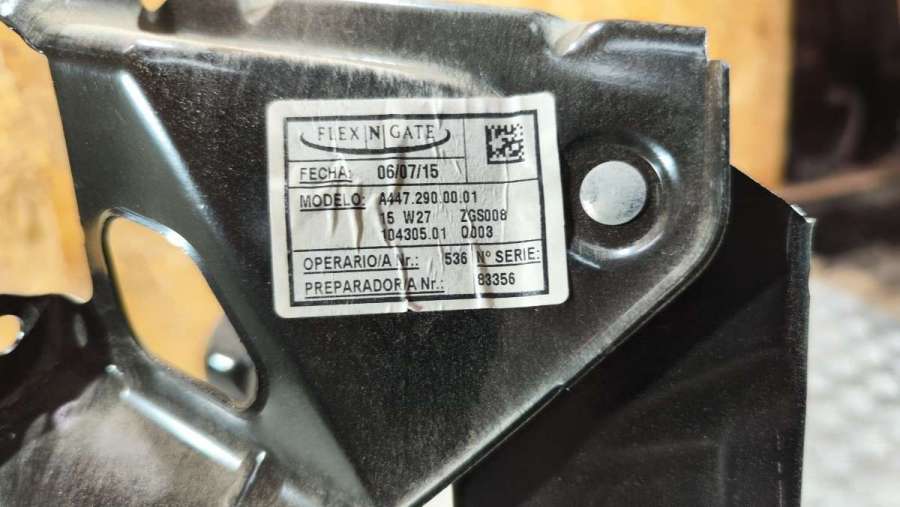 FLEX N GATE
FECHA: 06/07/15
MODELO: A447.290.00.01
15 W27 ZGS008
104305.01 Q003
OPERARIO/A Nr.: 536 Nº SERIE:
PREPARADOR/A Nr.: 83356